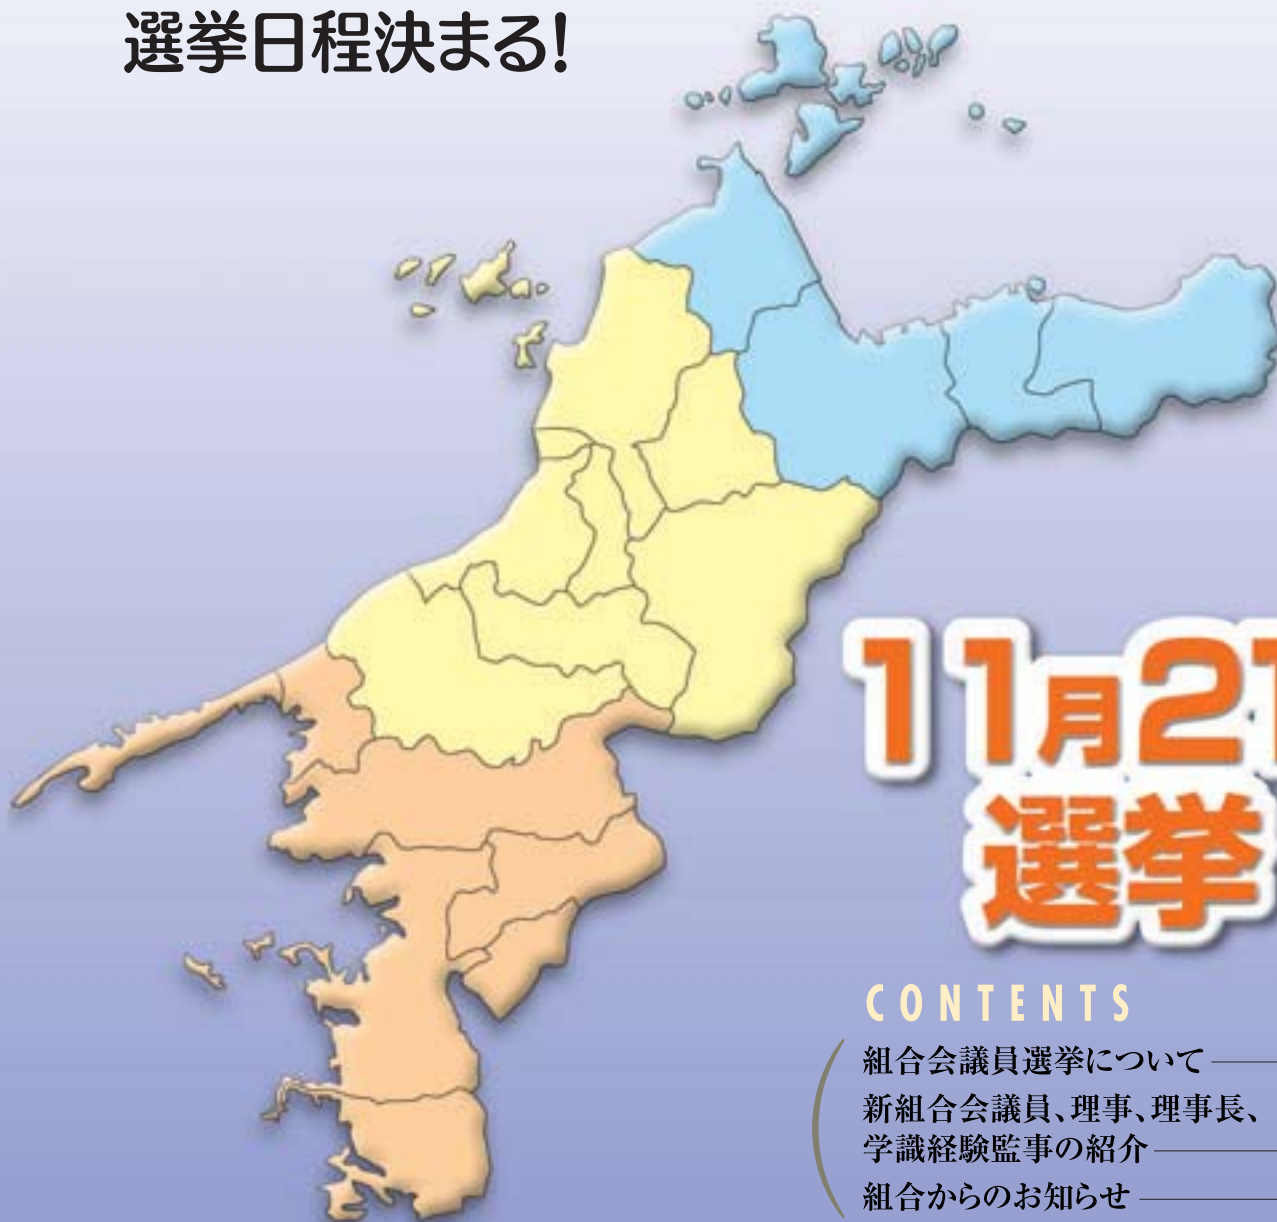 選挙日程決まる!
11月21
選挙
CONTENTS
組合会議員選挙について
新組合会議員、理事、理事長、
学識経験監事の紹介
組合からのお知らせ